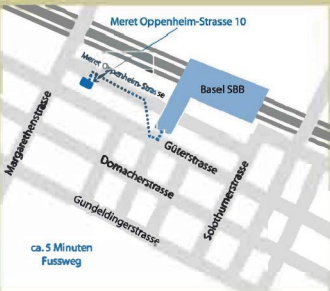 Meret Oppenheim-Strasse 10
Meret Oppenheim-Strasse
Basel SBB
Margarethenstrasse
Güterstrasse
Dornacherstrasse
Solothurnerstrasse
Gundeldingerstrasse
ca. 5 Minuten
Fussweg